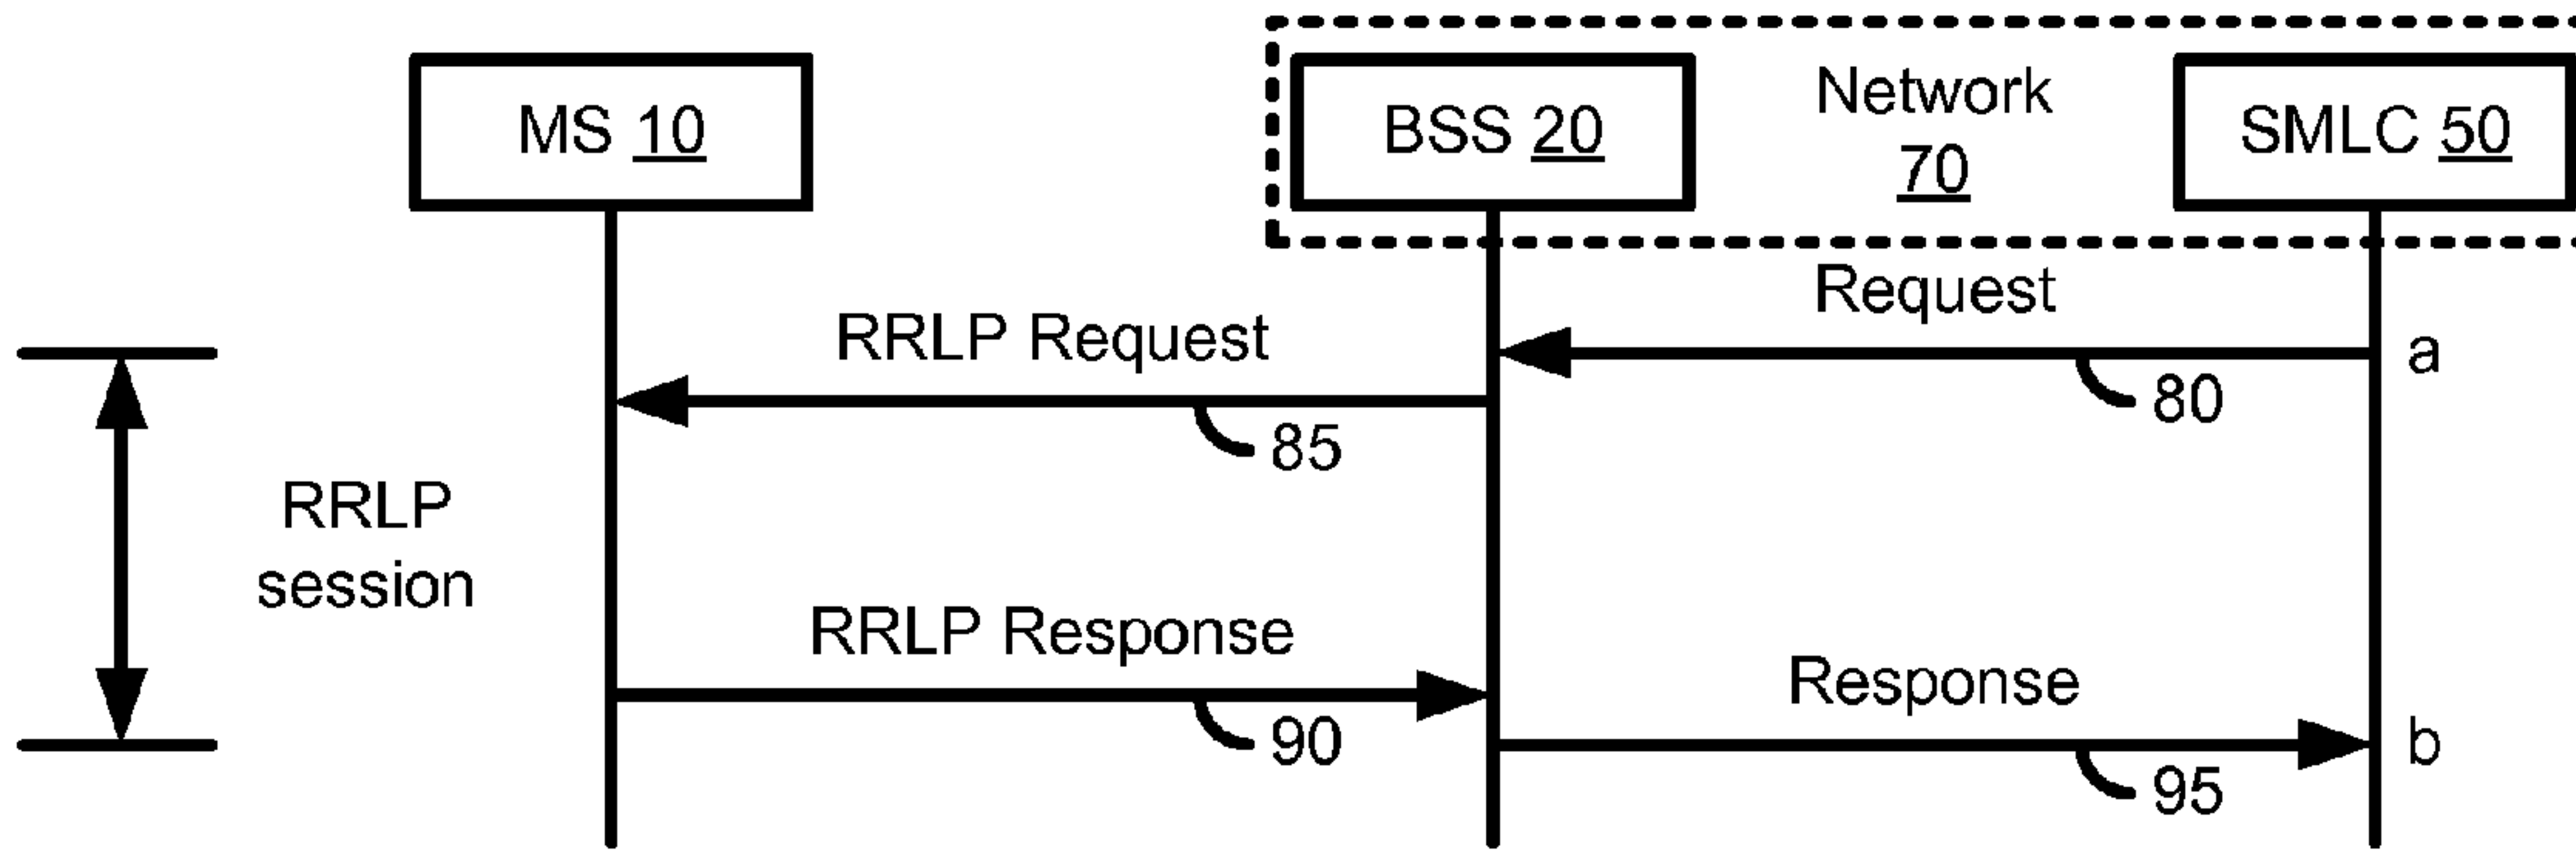 MS 10
BSS 20
Network
70
SMLC 50
Request
a
80
RRLP Request
85
RRLP
session
RRLP Response
90
Response
b
95